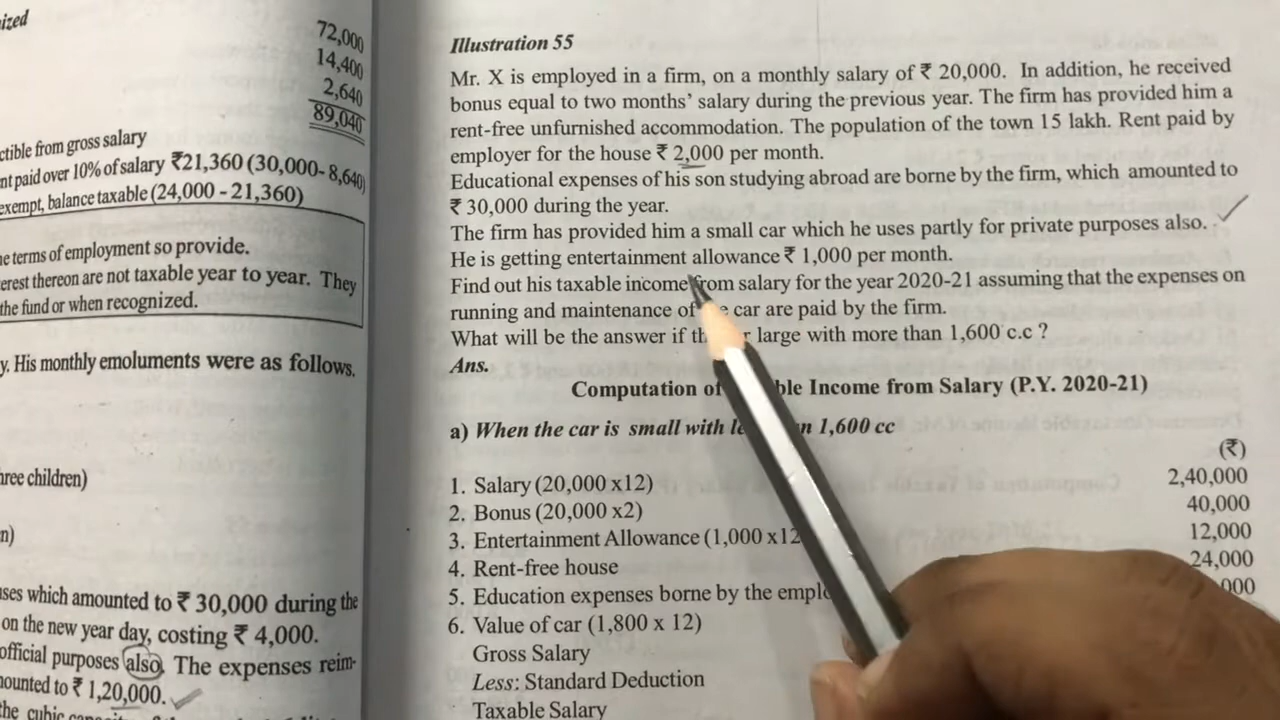 ized
72,000
14,400
2,640
89,040
ctible from gross salary
nt paid over 10% of salary ₹21,360 (30,000- 8,640)
exempt, balance taxable (24,000 - 21,360)
he terms of employment so provide.
erest thereon are not taxable year to year. They
the fund or when recognized.
y. His monthly emoluments were as follows.
hree children)
n)
ses which amounted to ₹ 30,000 during the
on the new year day, costing ₹ 4,000.
official purposes also. The expenses reim-
mounted to ₹ 1,20,000.
the cubic
Illustration 55
Mr. X is employed in a firm, on a monthly salary of ₹ 20,000. In addition, he received
bonus equal to two months' salary during the previous year. The firm has provided him a
rent-free unfurnished accommodation. The population of the town 15 lakh. Rent paid by
employer for the house ₹ 2,000 per month.
Educational expenses of his son studying abroad are borne by the firm, which amounted to
₹ 30,000 during the year.
The firm has provided him a small car which he uses partly for private purposes also.
He is getting entertainment allowance ₹ 1,000 per month.
Find out his taxable income from salary for the year 2020-21 assuming that the expenses on
running and maintenance of car are paid by the firm.
What will be the answer if large with more than 1,600 c.c ?
Ans.
Computation of Income from Salary (P.Y. 2020-21)
a) When the car is small with 1,600 cc
(₹)
1. Salary (20,000 x12) 2,40,000
2. Bonus (20,000 x2) 40,000
3. Entertainment Allowance (1,000 x12 12,000
4. Rent-free house 24,000
5. Education expenses borne by the
6. Value of car (1,800 x 12)
Gross Salary
Less: Standard Deduction
Taxable Salary